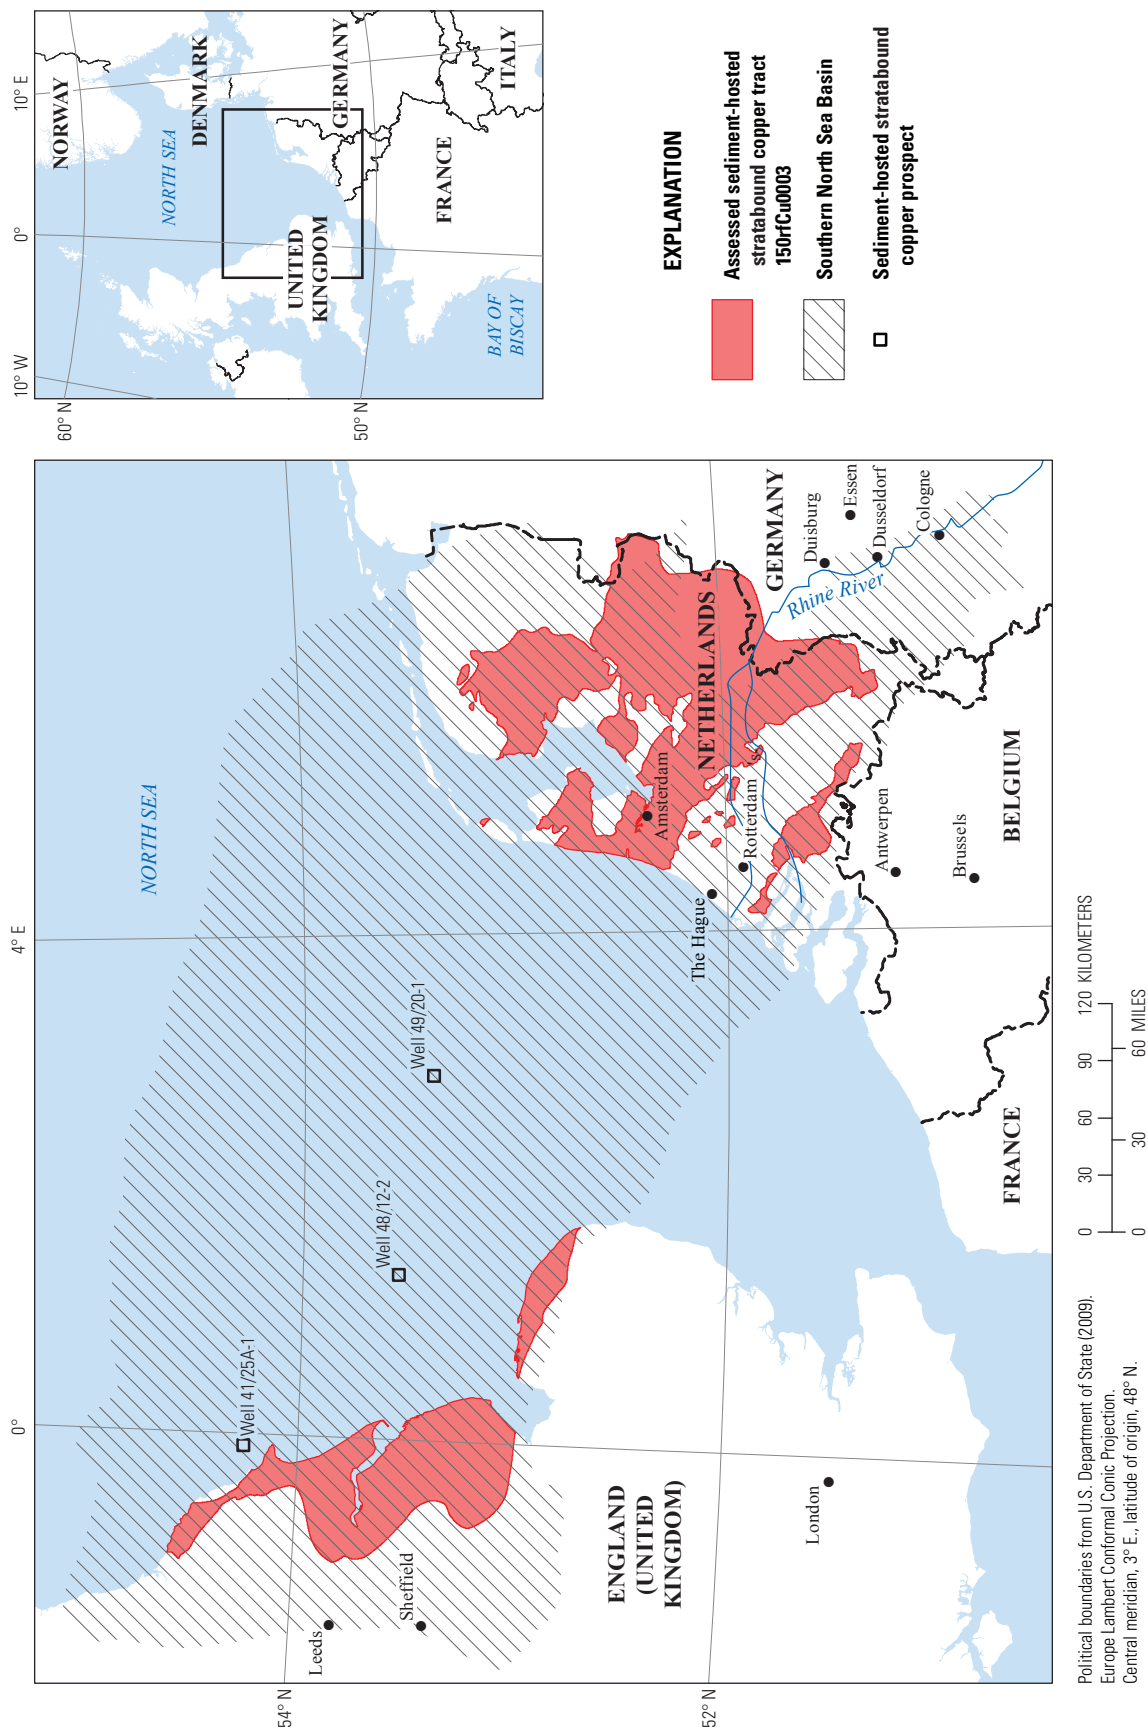 0°
4° E
54° N
52° N
NORTH SEA
Well 41/25A-1
Well 48/12-2
Well 49/20-1
Leeds
Sheffield
ENGLAND
(UNITED
KINGDOM)
London
NETHERLANDS
Amsterdam
The Hague
Rotterdam
s
GERMANY
Duisburg
Essen
Dusseldorf
Cologne
Rhine River
Antwerpen
Brussels
BELGIUM
FRANCE
10° W
0°
10° E
60° N
50° N
NORWAY
DENMARK
NORTH SEA
UNITED
KINGDOM
GERMANY
FRANCE
ITALY
BAY OF
BISCAY
EXPLANATION
Assessed sediment-hosted
stratabound copper tract
150rfCu0003
Southern North Sea Basin
Sediment-hosted stratabound
copper prospect
Political boundaries from U.S. Department of State (2009).
Europe Lambert Conformal Conic Projection.
Central meridian, 3° E., latitude of origin, 48° N.
0 30 60 90 120 KILOMETERS
0 30 60 MILES